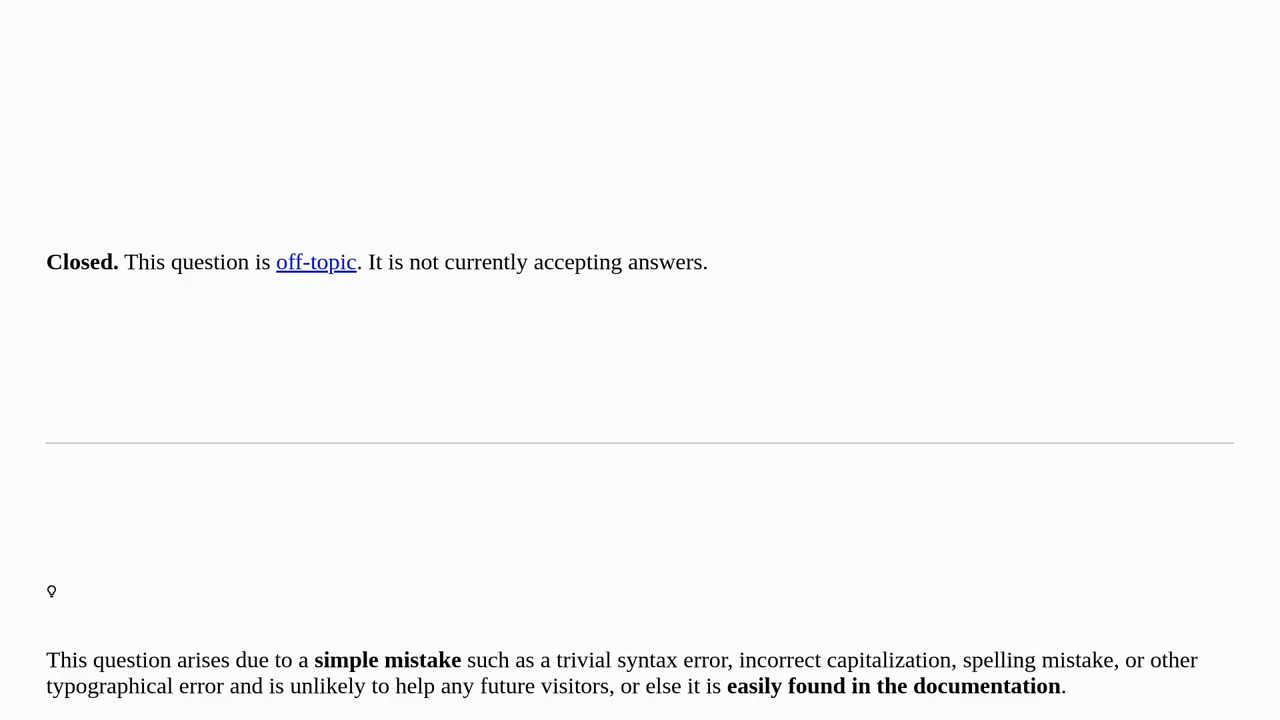 Closed. This question is off-topic. It is not currently accepting answers.
This question arises due to a simple mistake such as a trivial syntax error, incorrect capitalization, spelling mistake, or other
typographical error and is unlikely to help any future visitors, or else it is easily found in the documentation.